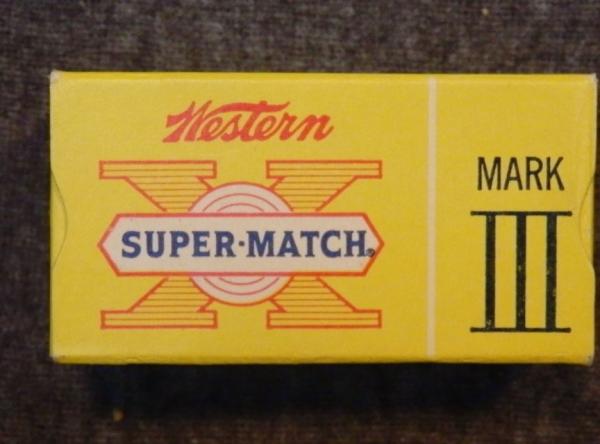 Western
X
SUPER·MATCH®
MARK
III